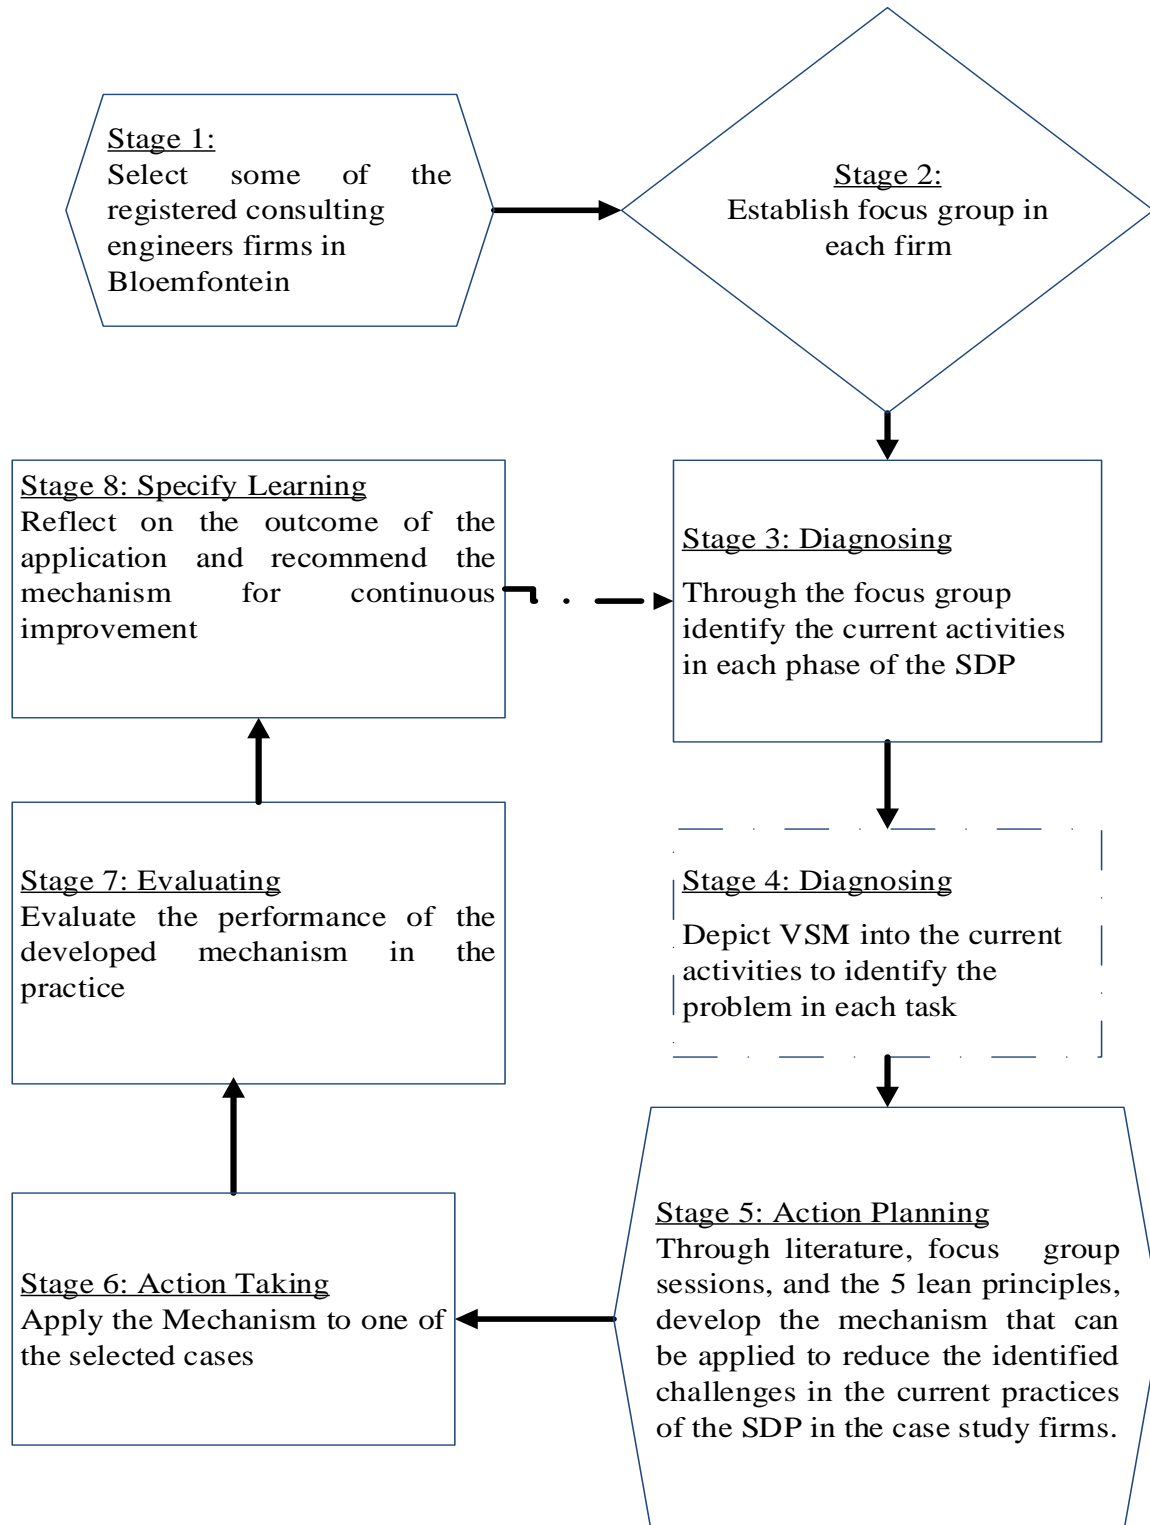 Stage 1:
Select some of the
registered consulting
engineers firms in
Bloemfontein
Stage 2:
Establish focus group in
each firm
Stage 3: Diagnosing
Through the focus group
identify the current activities
in each phase of the SDP
Stage 4: Diagnosing
Depict VSM into the current
activities to identify the
problem in each task
Stage 5: Action Planning
Through literature, focus group
sessions, and the 5 lean principles,
develop the mechanism that can
be applied to reduce the identified
challenges in the current practices
of the SDP in the case study firms.
Stage 6: Action Taking
Apply the Mechanism to one of
the selected cases
Stage 7: Evaluating
Evaluate the performance of the
developed mechanism in the
practice
Stage 8: Specify Learning
Reflect on the outcome of the
application and recommend the
mechanism for continuous
improvement